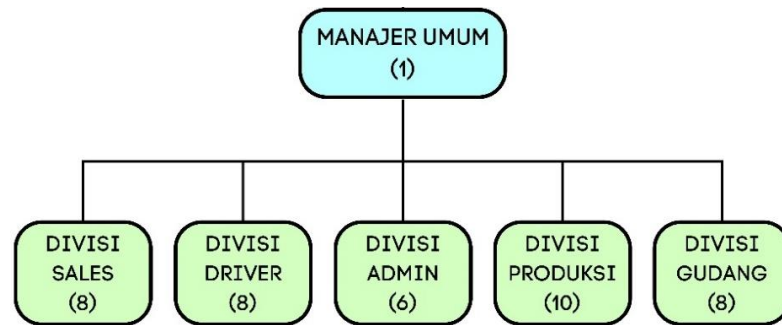 MANAJER UMUM
(1)
DIVISI
SALES
(8)
DIVISI
DRIVER
(8)
DIVISI
ADMIN
(6)
DIVISI
PRODUKSI
(10)
DIVISI
GUDANG
(8)